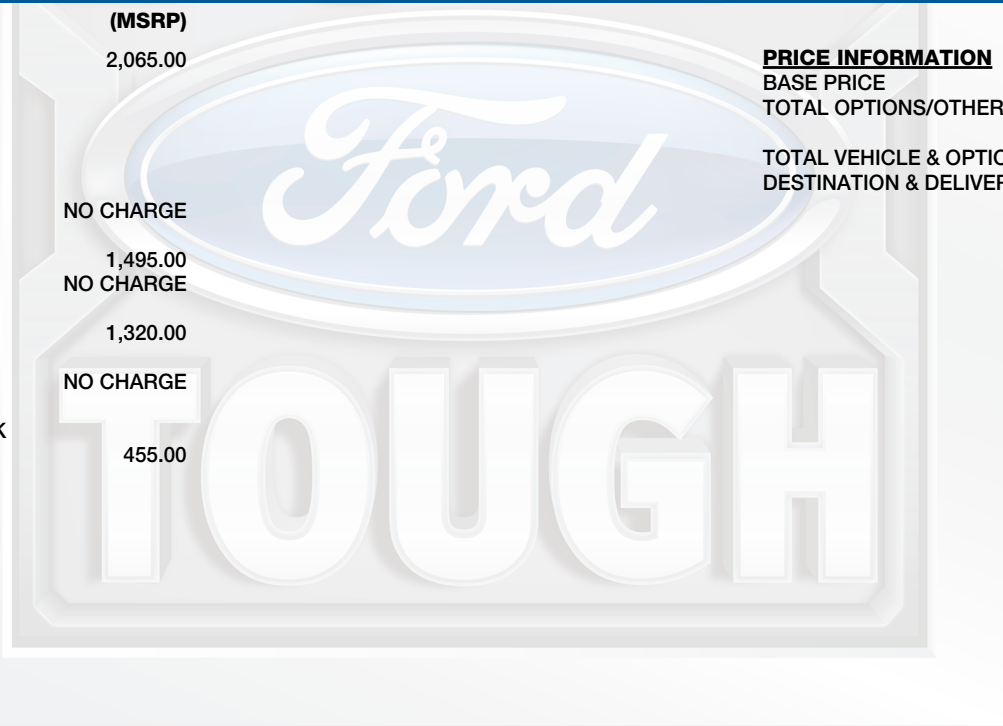 (MSRP)
2,065.00
NO CHARGE
1,495.00
NO CHARGE
1,320.00
NO CHARGE
K
455.00
PRICE INFORMATION
BASE PRICE
TOTAL OPTIONS/OTHER
TOTAL VEHICLE & OPTIO
DESTINATION & DELIVER
Ford
TOUGH